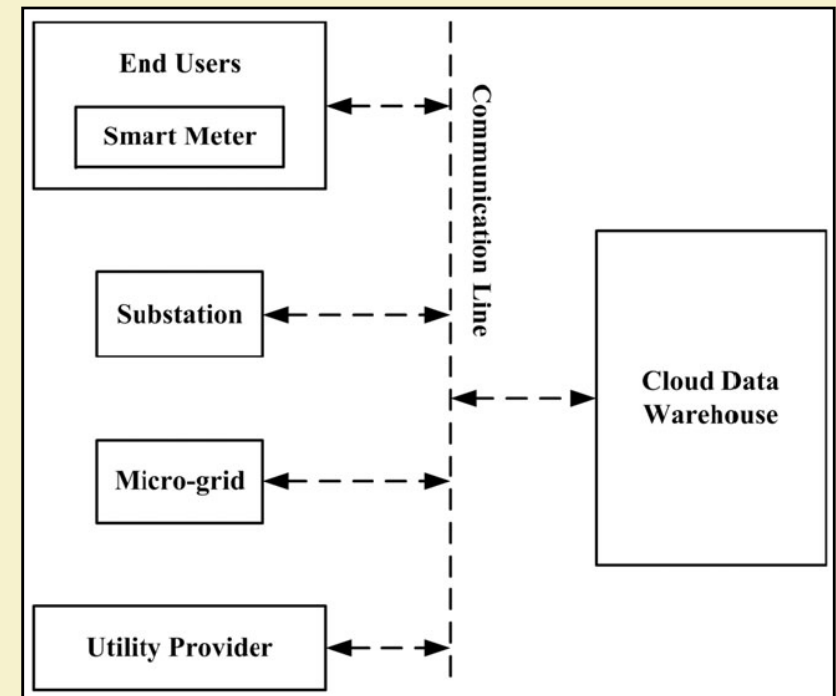 End Users
Smart Meter
Communication Line
Substation
Cloud Data
Warehouse
Micro-grid
Utility Provider